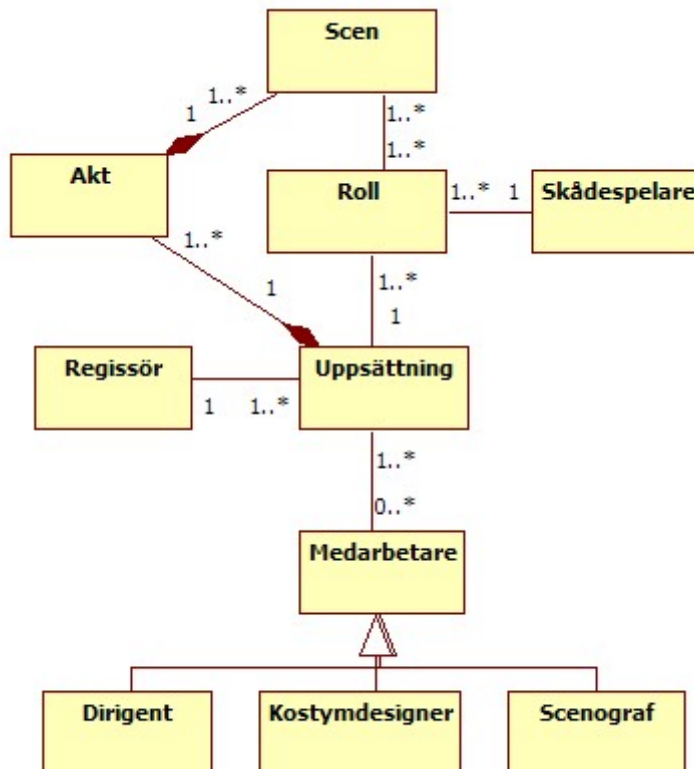 Scen
1..*
1
1..*
1..*
Akt
Roll
1..* 1
Skådespelare
1..*
1
1..*
1
Regissör
Uppsättning
1
1..*
1..*
0..*
Medarbetare
Dirigent
Kostymdesigner
Scenograf